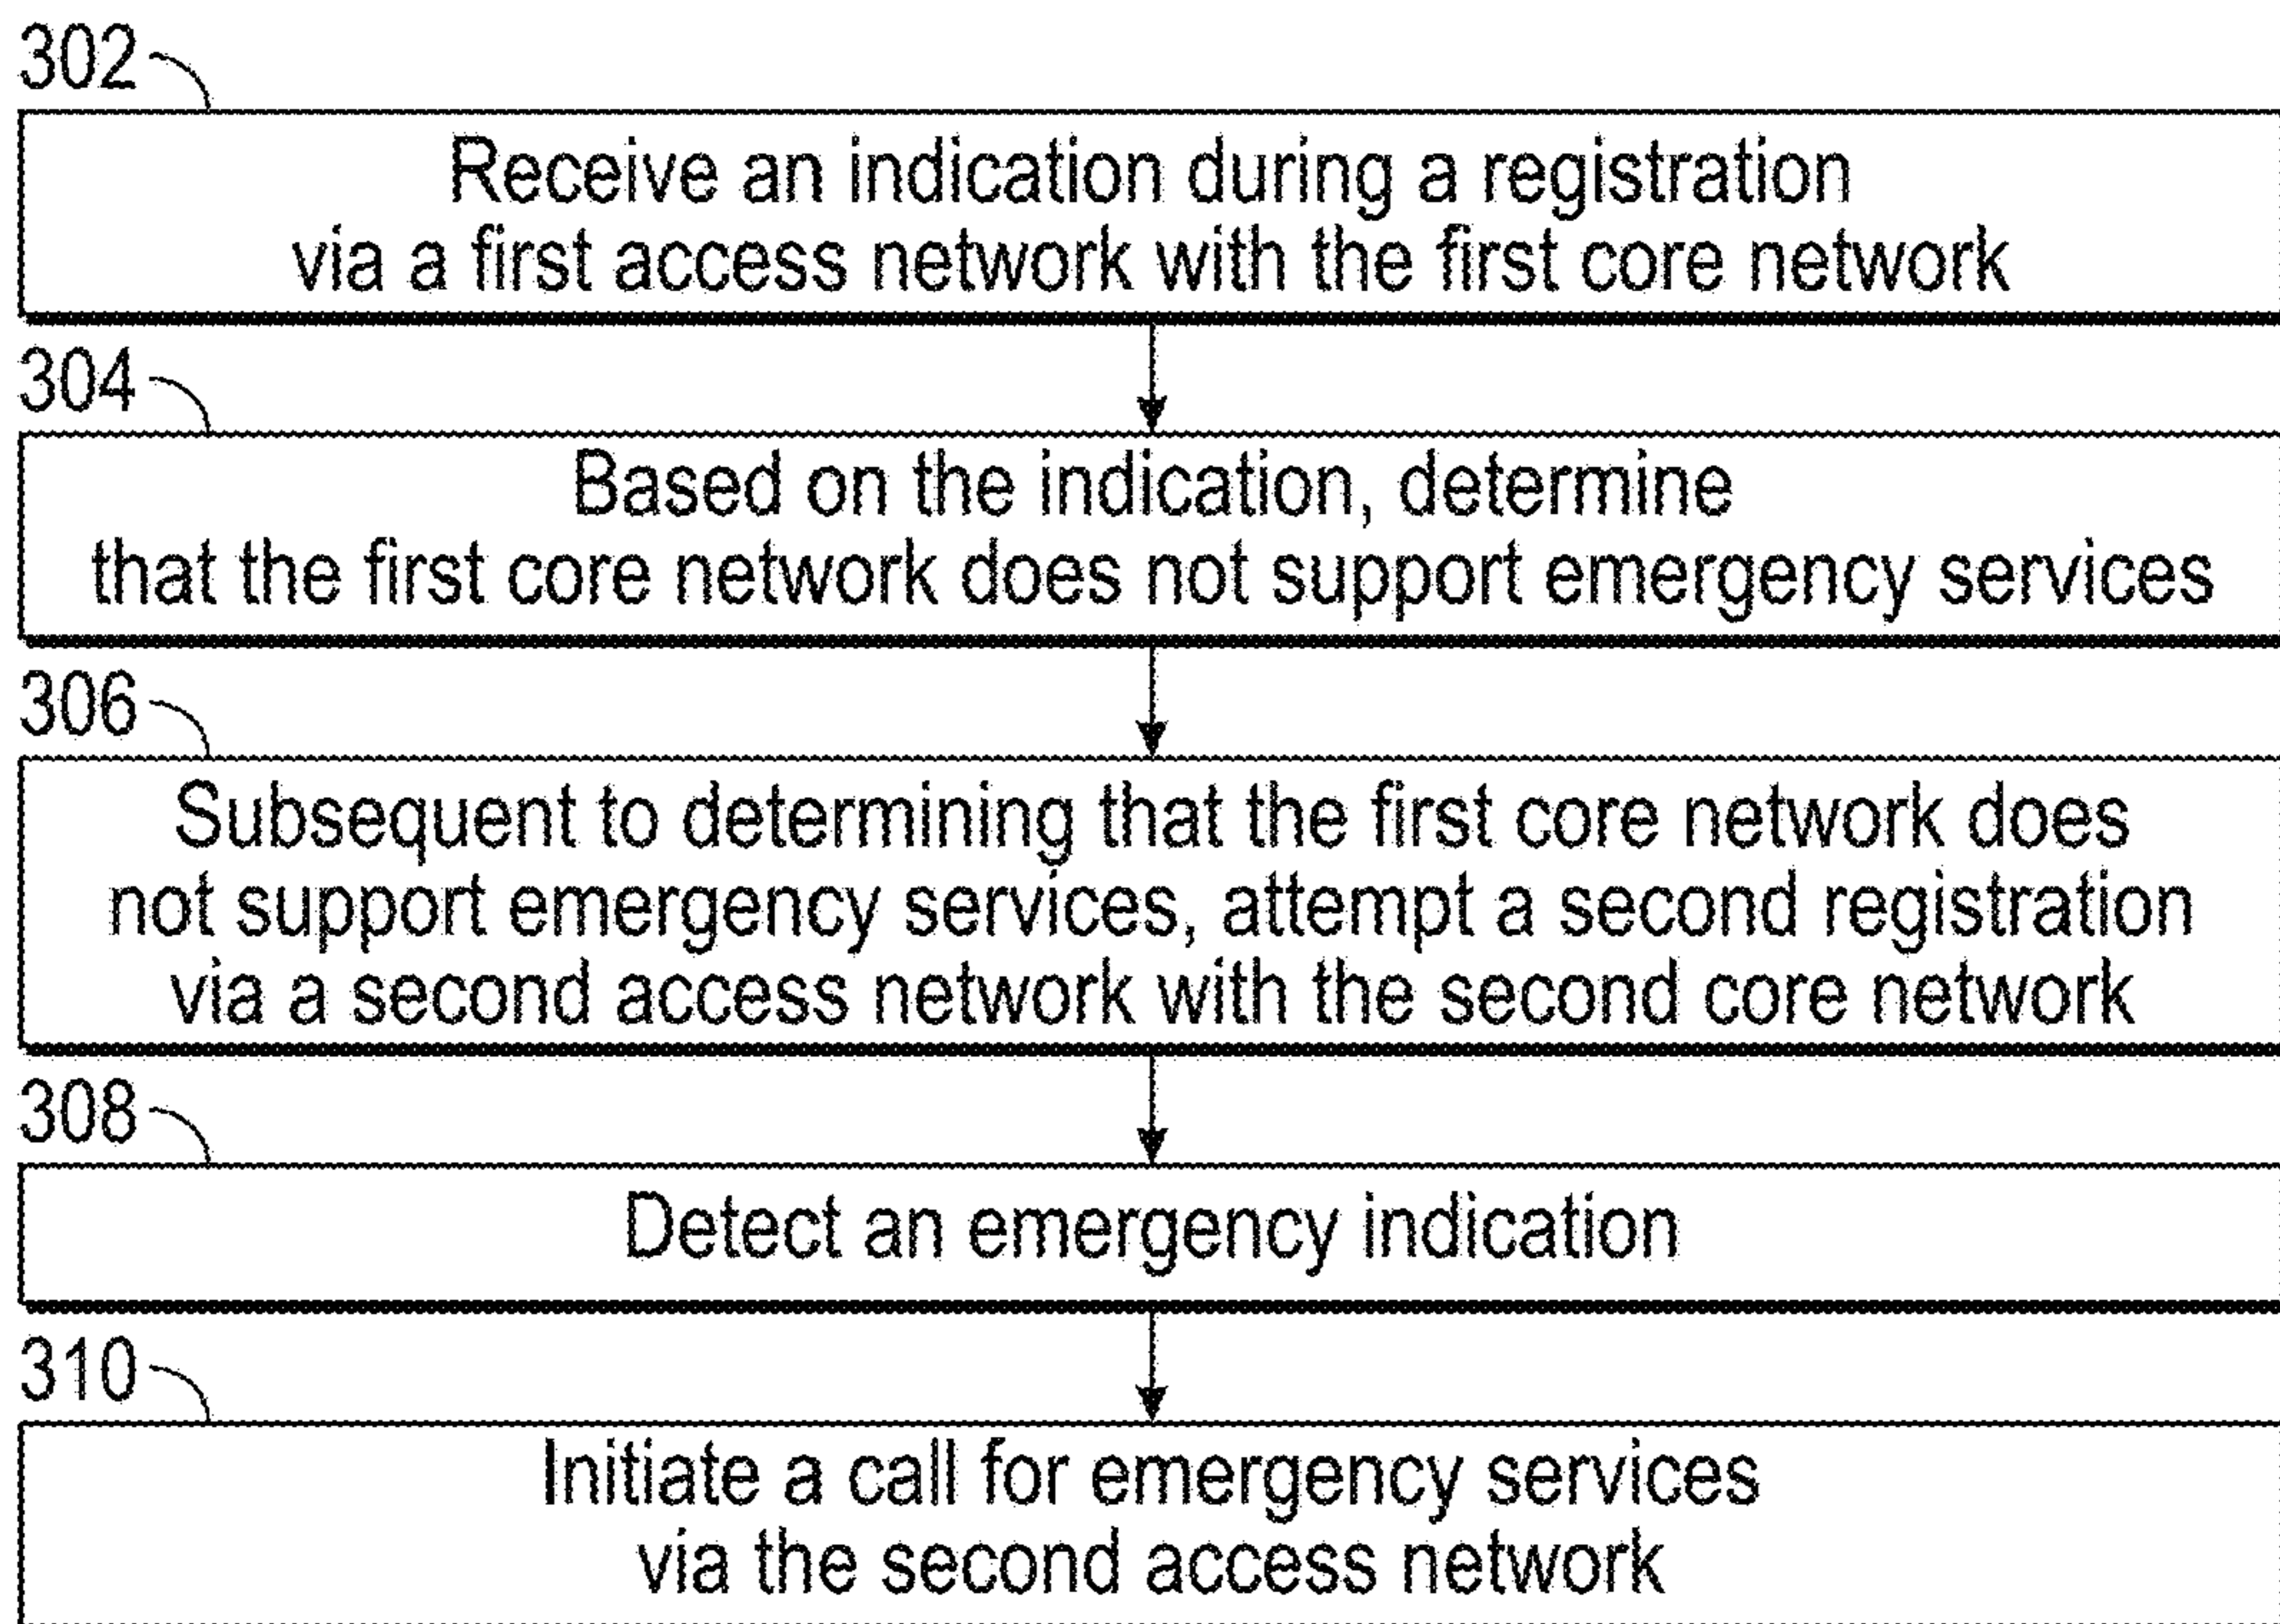 302
Receive an indication during a registration
via a first access network with the first core network
304
Based on the indication, determine
that the first core network does not support emergency services
306
Subsequent to determining that the first core network does
not support emergency services, attempt a second registration
via a second access network with the second core network
308
Detect an emergency indication
310
Initiate a call for emergency services
via the second access network